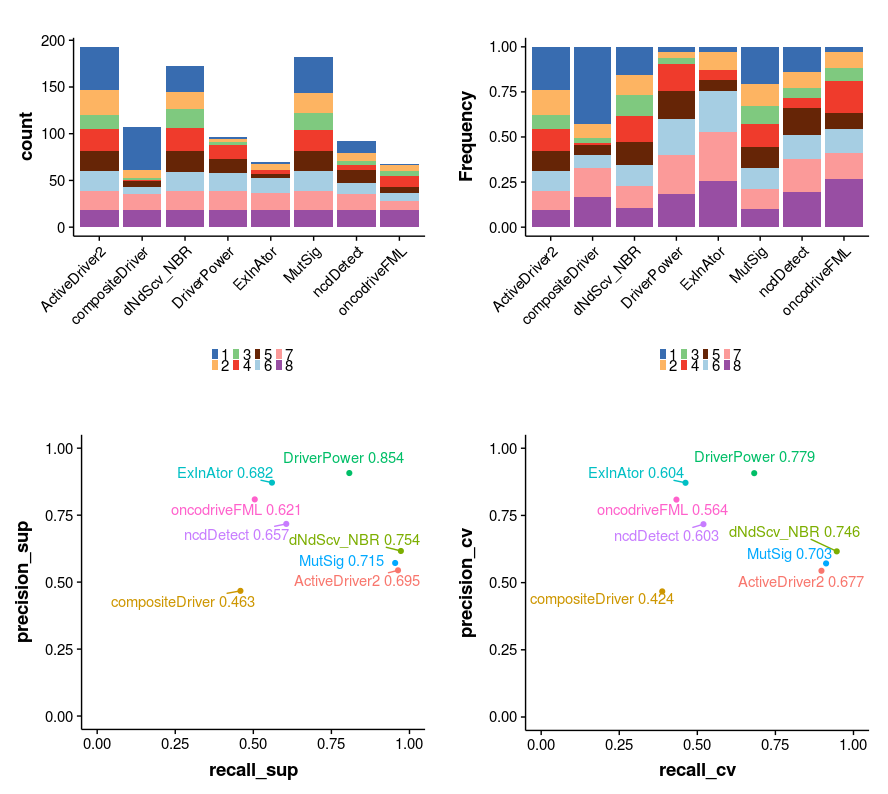 200
150
100
50
0
count
ActiveDriver2
compositeDriver
dNdScv_NBR
DriverPower
ExInAtor
MutSig
ncdDetect
oncodriveFML
1 3 5 7
2 4 6 8
1.00
0.75
0.50
0.25
0.00
Frequency
ActiveDriver2
compositeDriver
dNdScv_NBR
DriverPower
ExInAtor
MutSig
ncdDetect
oncodriveFML
1 3 5 7
2 4 6 8
1.00
0.75
0.50
0.25
0.00
precision_sup
DriverPower 0.854
ExInAtor 0.682
oncodriveFML 0.621
ncdDetect 0.657
dNdScv_NBR 0.754
MutSig 0.715
ActiveDriver2 0.695
compositeDriver 0.463
0.00 0.25 0.50 0.75 1.00
recall_sup
1.00
0.75
0.50
0.25
0.00
precision_cv
DriverPower 0.779
ExInAtor 0.604
oncodriveFML 0.564
ncdDetect 0.603
dNdScv_NBR 0.746
MutSig 0.703
ActiveDriver2 0.677
compositeDriver 0.424
0.00 0.25 0.50 0.75 1.00
recall_cv